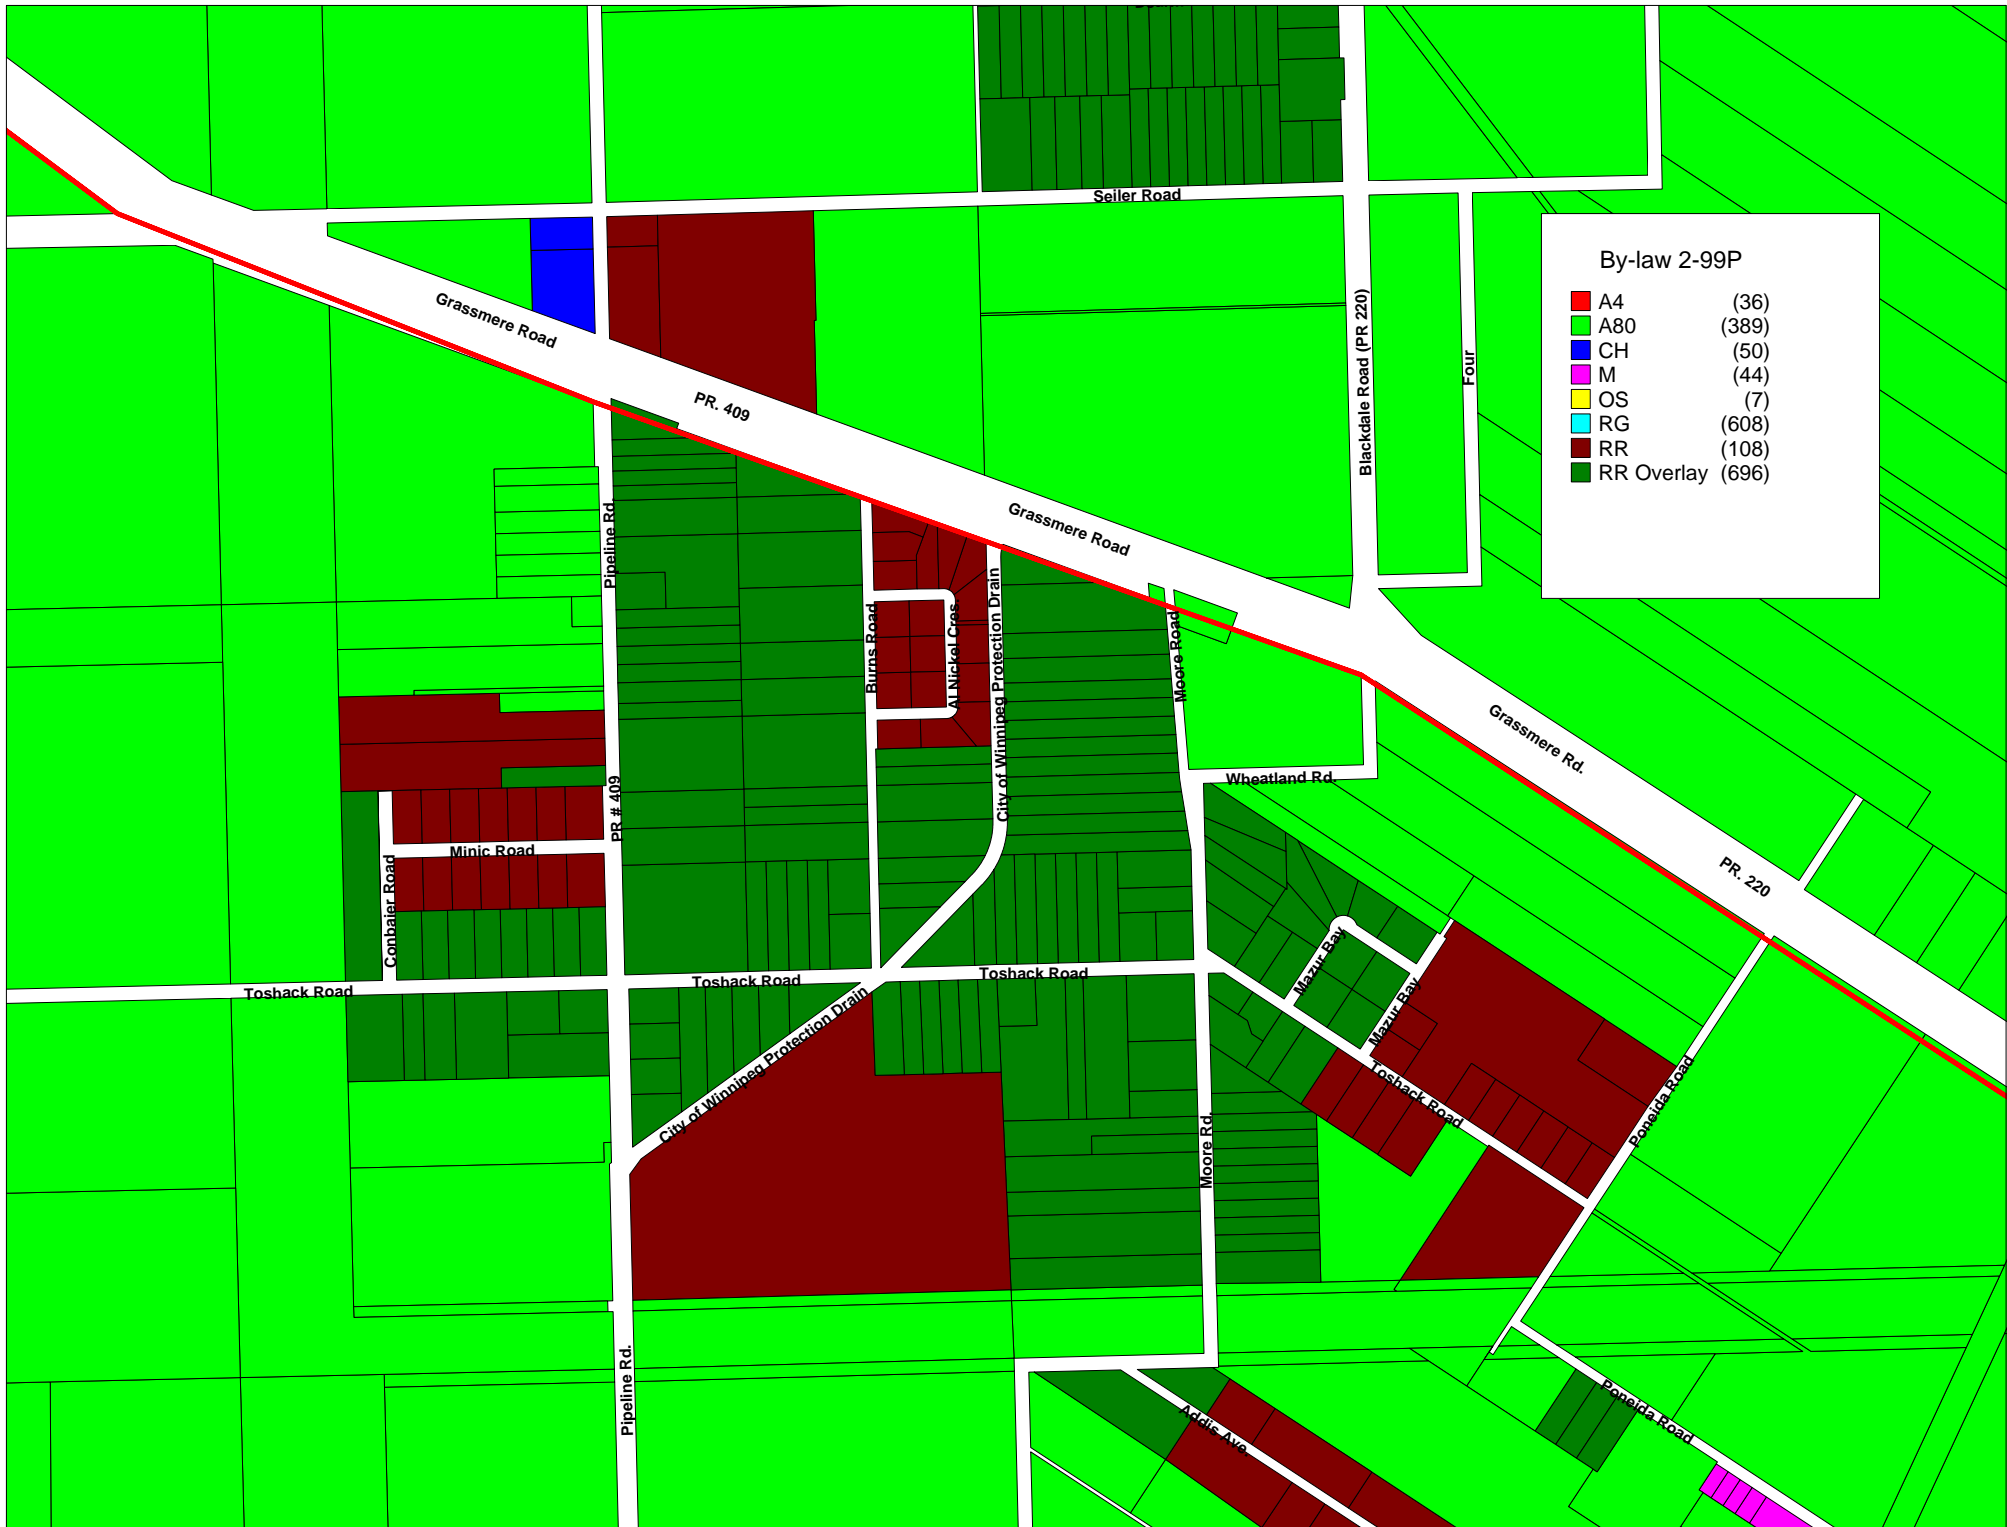 Seiler Road
By-law 2-99P
A4 (36)
A80 (389)
CH (50)
M (44)
OS (7)
RG (608)
RR (108)
RR Overlay (696)
Grassmere Road
PR. 409
Blackdale Road (PR 220)
Four
Grassmere Road
Pipeline Rd.
Burns Road
Al Nickel Cres
City of Winnipeg Protection Drain
Moore Road
Grassmere Rd.
Wheatland Rd.
PR # 409
Minic Road
Conbaier Road
PR. 220
Mazur Bay
Mazur Bay
Toshack Road
Toshack Road
Toshack Road
City of Winnipeg Protection Drain
Toshack Road
Poneida Road
Moore Rd.
Pipeline Rd.
Addis Ave
Poneida Road